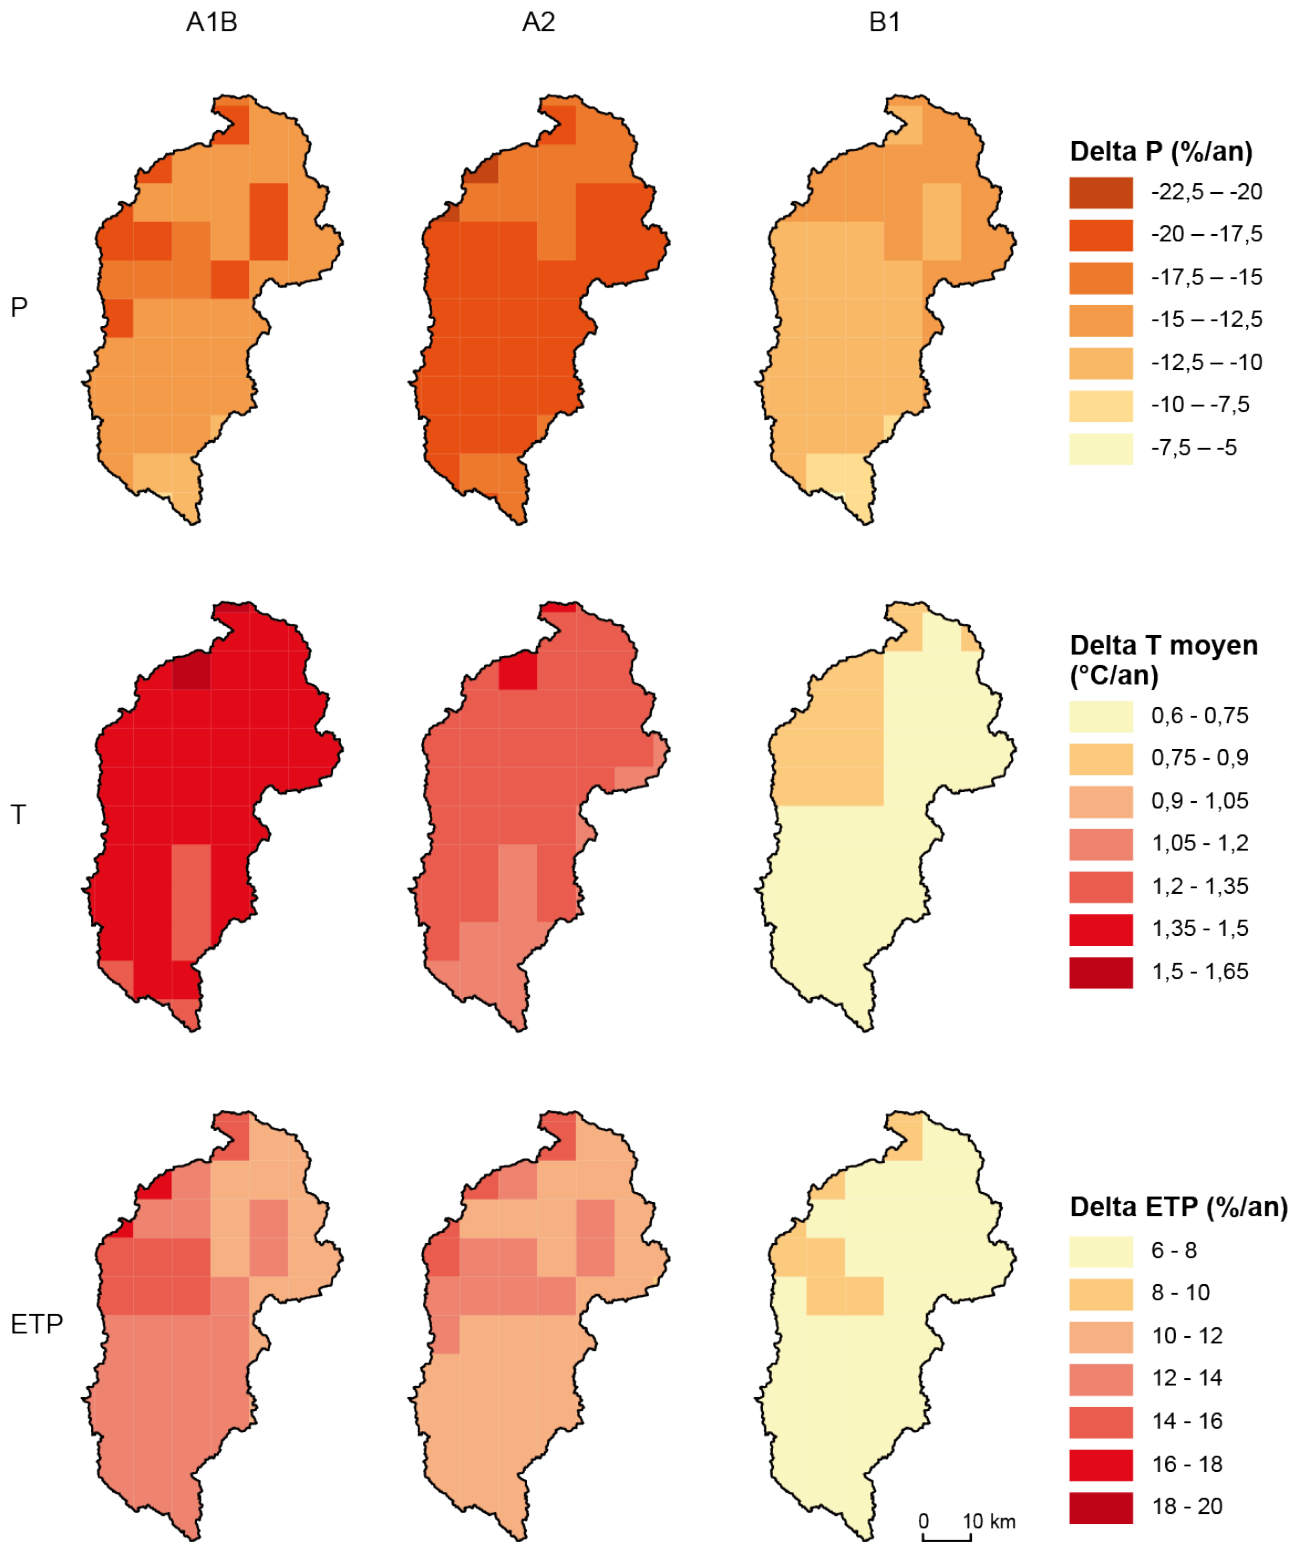 A1B
A2
B1
P
Delta P (%/an)
-22,5 – -20
-20 – -17,5
-17,5 – -15
-15 – -12,5
-12,5 – -10
-10 – -7,5
-7,5 – -5
T
Delta T moyen
(°C/an)
0,6 - 0,75
0,75 - 0,9
0,9 - 1,05
1,05 - 1,2
1,2 - 1,35
1,35 - 1,5
1,5 - 1,65
ETP
Delta ETP (%/an)
6 - 8
8 - 10
10 - 12
12 - 14
14 - 16
16 - 18
18 - 20
0 10 km